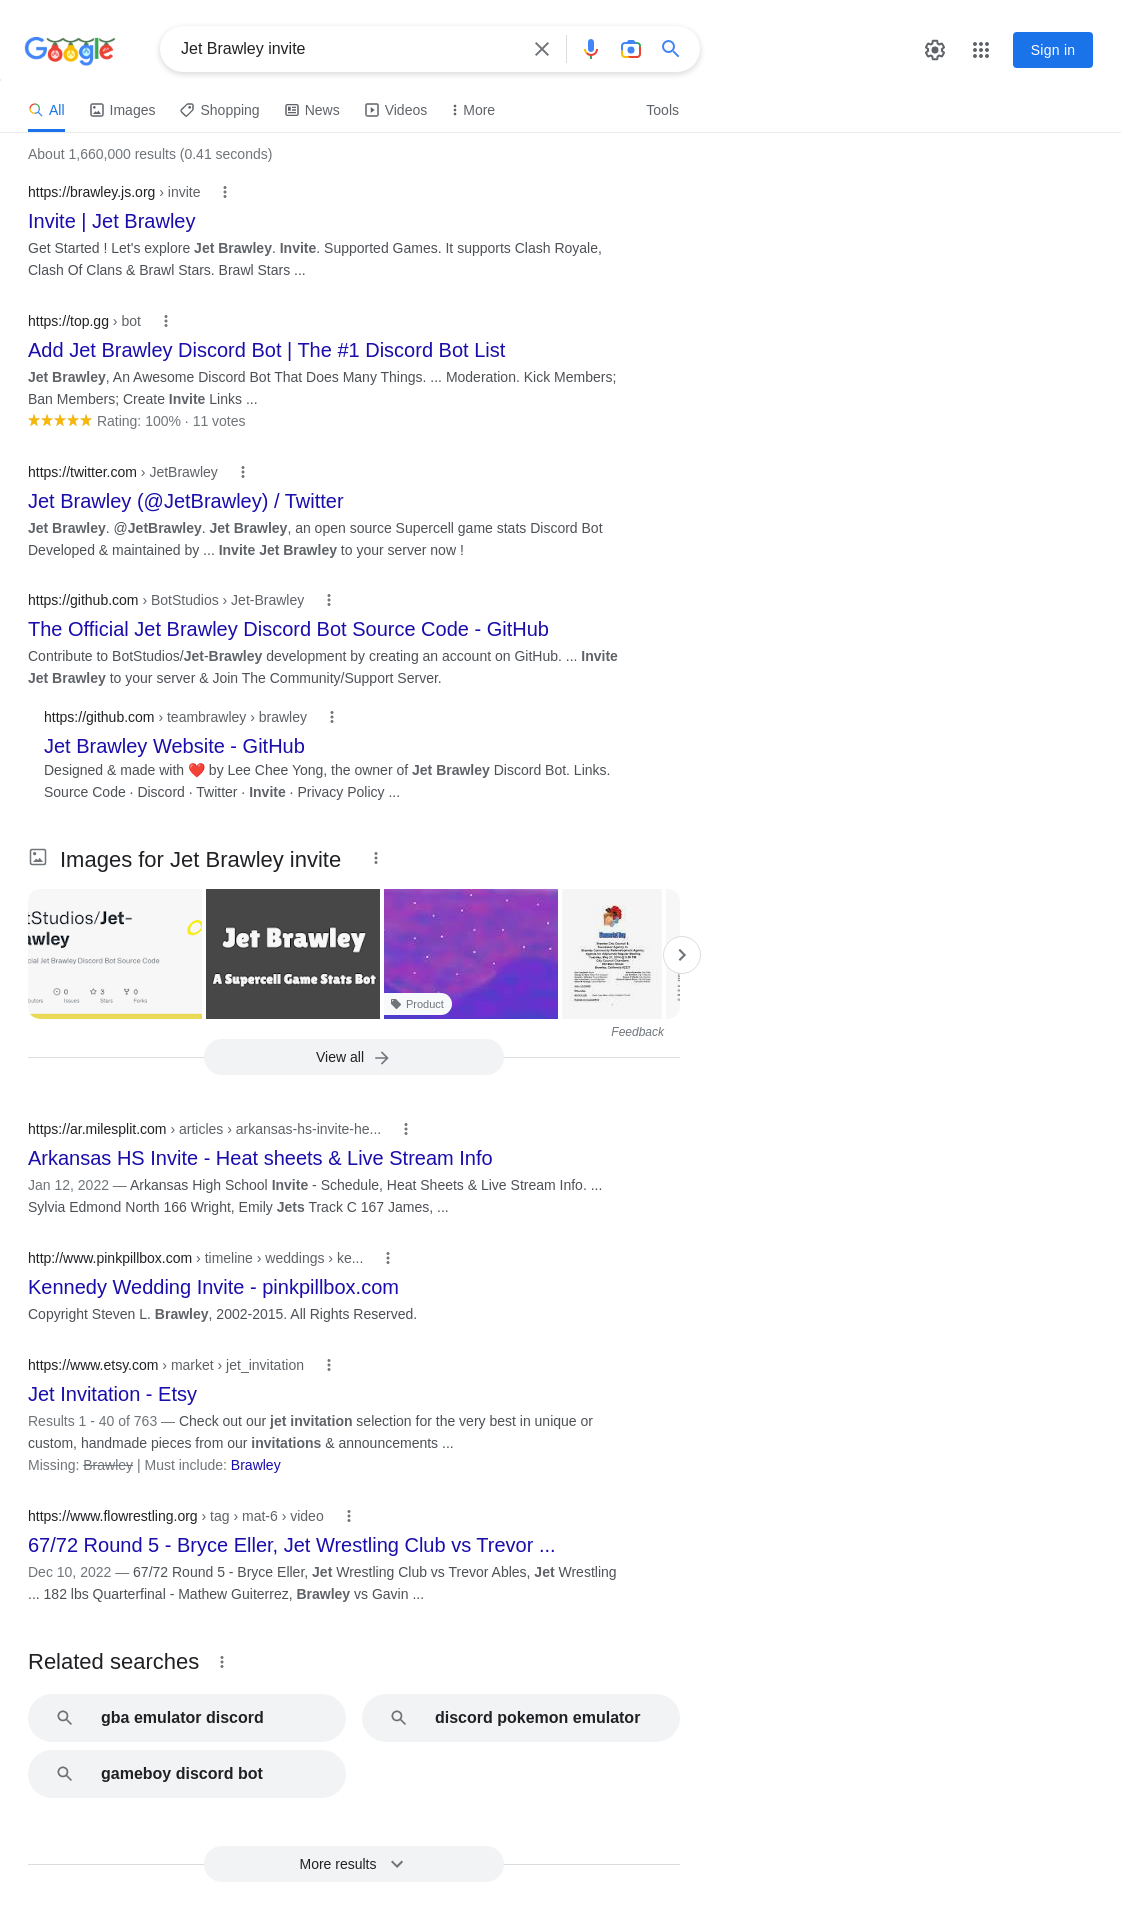 Google
Jet Brawley invite
Sign in
All Images Shopping News Videos More Tools
About 1,660,000 results (0.41 seconds)
https://brawley.js.org › invite
Invite | Jet Brawley
Get Started ! Let's explore Jet Brawley. Invite. Supported Games. It supports Clash Royale,
Clash Of Clans & Brawl Stars. Brawl Stars ...
https://top.gg › bot
Add Jet Brawley Discord Bot | The #1 Discord Bot List
Jet Brawley, An Awesome Discord Bot That Does Many Things. ... Moderation. Kick Members;
Ban Members; Create Invite Links ...
Rating: 100% · 11 votes
https://twitter.com › JetBrawley
Jet Brawley (@JetBrawley) / Twitter
Jet Brawley. @JetBrawley. Jet Brawley, an open source Supercell game stats Discord Bot
Developed & maintained by ... Invite Jet Brawley to your server now !
https://github.com › BotStudios › Jet-Brawley
The Official Jet Brawley Discord Bot Source Code - GitHub
Contribute to BotStudios/Jet-Brawley development by creating an account on GitHub. ... Invite
Jet Brawley to your server & Join The Community/Support Server.
https://github.com › teambrawley › brawley
Jet Brawley Website - GitHub
Designed & made with ❤️ by Lee Chee Yong, the owner of Jet Brawley Discord Bot. Links.
Source Code · Discord · Twitter · Invite · Privacy Policy ...
Images for Jet Brawley invite
tStudios/Jet-
awley
cial Jet Brawley Discord Bot Source Code
0 3 0
butors Issues Stars Forks
Jet Brawley
A Supercell Game Stats Bot
Product
Memorial Day
Feedback
View all
https://ar.milesplit.com › articles › arkansas-hs-invite-he...
Arkansas HS Invite - Heat sheets & Live Stream Info
Jan 12, 2022 — Arkansas High School Invite - Schedule, Heat Sheets & Live Stream Info. ...
Sylvia Edmond North 166 Wright, Emily Jets Track C 167 James, ...
http://www.pinkpillbox.com › timeline › weddings › ke...
Kennedy Wedding Invite - pinkpillbox.com
Copyright Steven L. Brawley, 2002-2015. All Rights Reserved.
https://www.etsy.com › market › jet_invitation
Jet Invitation - Etsy
Results 1 - 40 of 763 — Check out our jet invitation selection for the very best in unique or
custom, handmade pieces from our invitations & announcements ...
Missing: Brawley | Must include: Brawley
https://www.flowrestling.org › tag › mat-6 › video
67/72 Round 5 - Bryce Eller, Jet Wrestling Club vs Trevor ...
Dec 10, 2022 — 67/72 Round 5 - Bryce Eller, Jet Wrestling Club vs Trevor Ables, Jet Wrestling
... 182 lbs Quarterfinal - Mathew Guiterrez, Brawley vs Gavin ...
Related searches
gba emulator discord
discord pokemon emulator
gameboy discord bot
More results